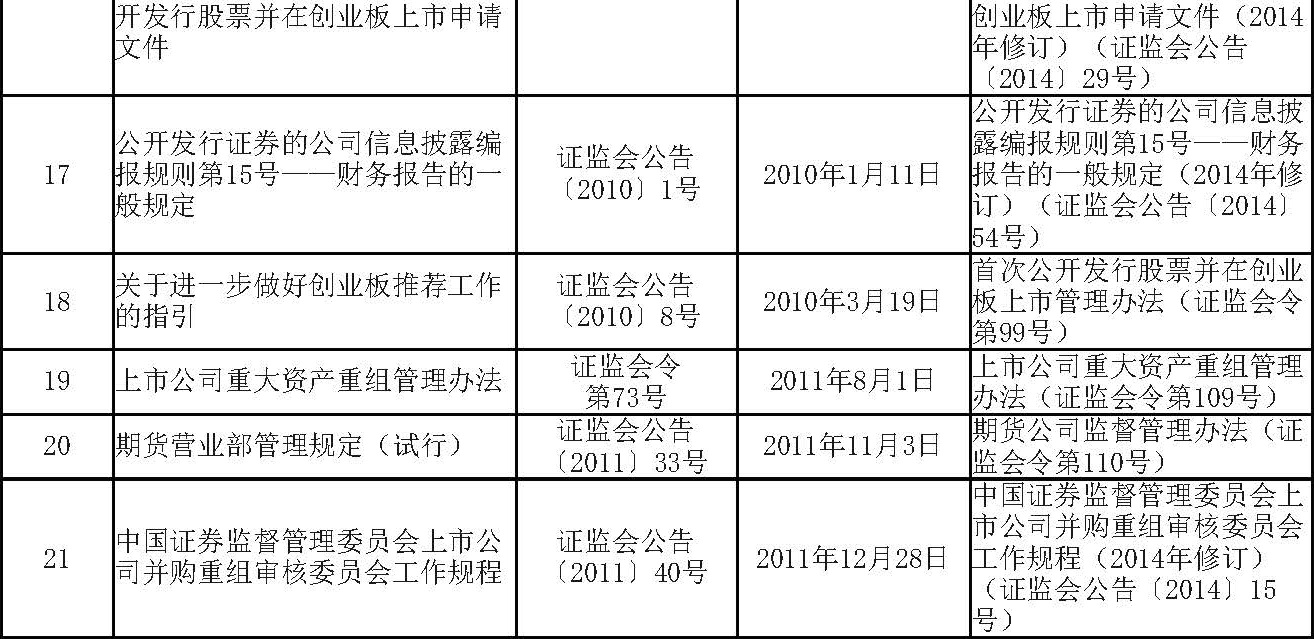 开发行股票并在创业板上市申请
文件
创业板上市申请文件（2014
年修订）（证监会公告
〔2014〕29号）
17
公开发行证券的公司信息披露编
报规则第15号——财务报告的一
般规定
证监会公告
〔2010〕1号
2010年1月11日
公开发行证券的公司信息披
露编报规则第15号——财务
报告的一般规定（2014年修
订）（证监会公告〔2014〕
54号）
18
关于进一步做好创业板推荐工作
的指引
证监会公告
〔2010〕8号
2010年3月19日
首次公开发行股票并在创业
板上市管理办法（证监会令
第99号）
19
上市公司重大资产重组管理办法
证监会令
第73号
2011年8月1日
上市公司重大资产重组管理
办法（证监会令第109号）
20
期货营业部管理规定（试行）
证监会公告
〔2011〕33号
2011年11月3日
期货公司监督管理办法（证
监会令第110号）
21
中国证券监督管理委员会上市公
司并购重组审核委员会工作规程
证监会公告
〔2011〕40号
2011年12月28日
中国证券监督管理委员会上
市公司并购重组审核委员会
工作规程（2014年修订）
（证监会公告〔2014〕15
号）